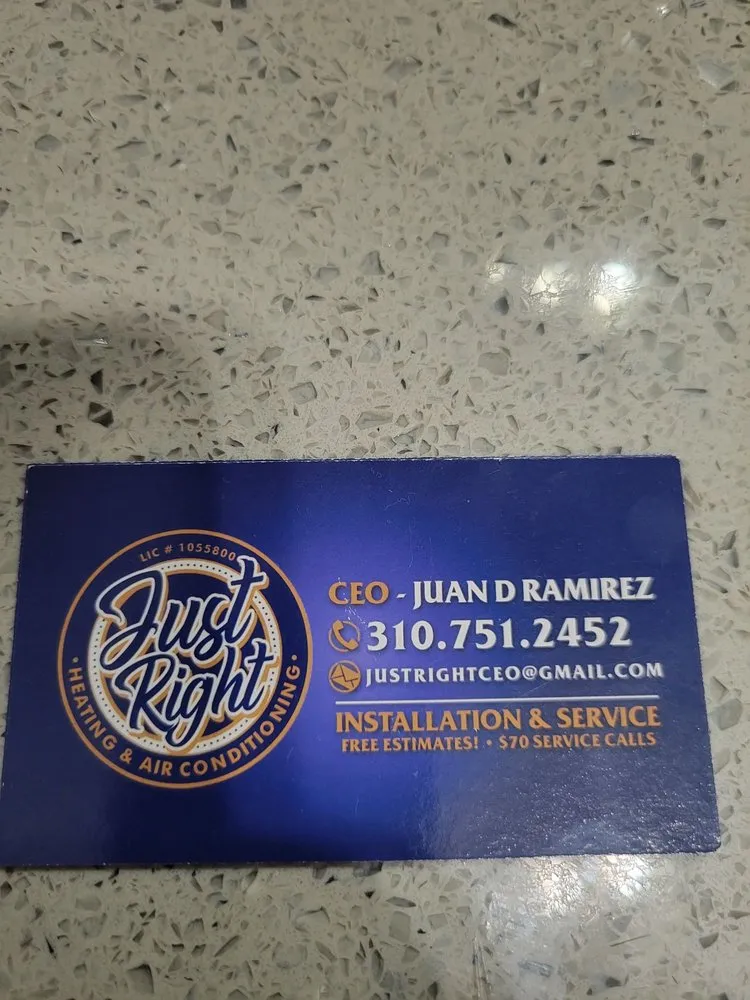 LIC # 1055800
Just
Right
• HEATING & AIR CONDITIONING •
CEO - JUAN D RAMIREZ
310.751.2452
JUSTRIGHTCEO@GMAIL.COM
INSTALLATION & SERVICE
FREE ESTIMATES! • $70 SERVICE CALLS